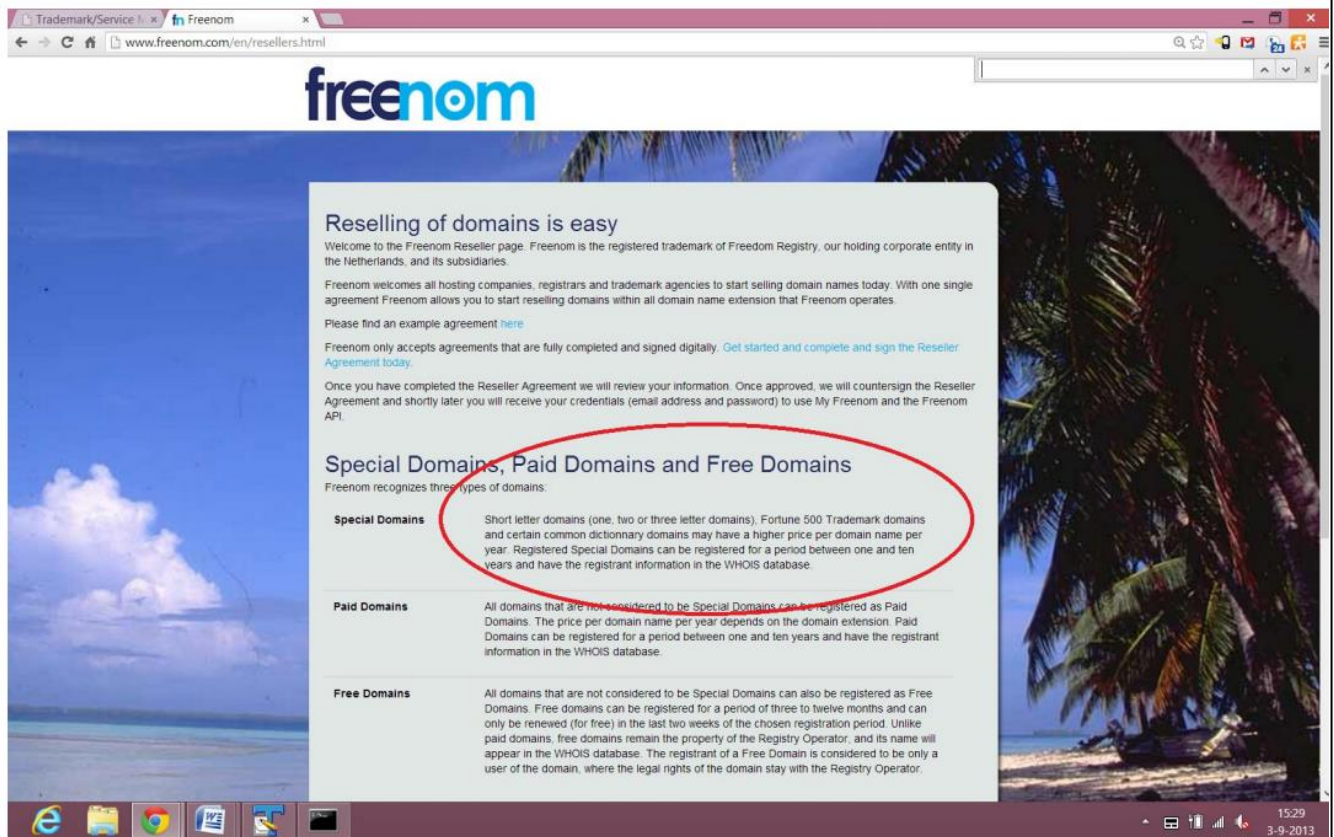 Trademark/Service M
fn Freenom
www.freenom.com/en/resellers.html
freenom
Reselling of domains is easy
Welcome to the Freenom Reseller page. Freenom is the registered trademark of Freedom Registry, our holding corporate entity in
the Netherlands, and its subsidiaries.
Freenom welcomes all hosting companies, registrars and trademark agencies to start selling domain names today. With one single
agreement Freenom allows you to start reselling domains within all domain name extension that Freenom operates.
Please find an example agreement here
Freenom only accepts agreements that are fully completed and signed digitally. Get started and complete and sign the Reseller
Agreement today.
Once you have completed the Reseller Agreement we will review your information. Once approved, we will countersign the Reseller
Agreement and shortly later you will receive your credentials (email address and password) to use My Freenom and the Freenom
API.
Special Domains, Paid Domains and Free Domains
Freenom recognizes three types of domains:
Special Domains
Short letter domains (one, two or three letter domains), Fortune 500 Trademark domains
and certain common dictionnary domains may have a higher price per domain name per
year. Registered Special Domains can be registered for a period between one and ten
years and have the registrant information in the WHOIS database.
Paid Domains
All domains that are not considered to be Special Domains can be registered as Paid
Domains. The price per domain name per year depends on the domain extension. Paid
Domains can be registered for a period between one and ten years and have the registrant
information in the WHOIS database.
Free Domains
All domains that are not considered to be Special Domains can also be registered as Free
Domains. Free domains can be registered for a period of three to twelve months and can
only be renewed (for free) in the last two weeks of the chosen registration period. Unlike
paid domains, free domains remain the property of the Registry Operator, and its name will
appear in the WHOIS database. The registrant of a Free Domain is considered to be only a
user of the domain, where the legal rights of the domain stay with the Registry Operator.
15:29
3-9-2013